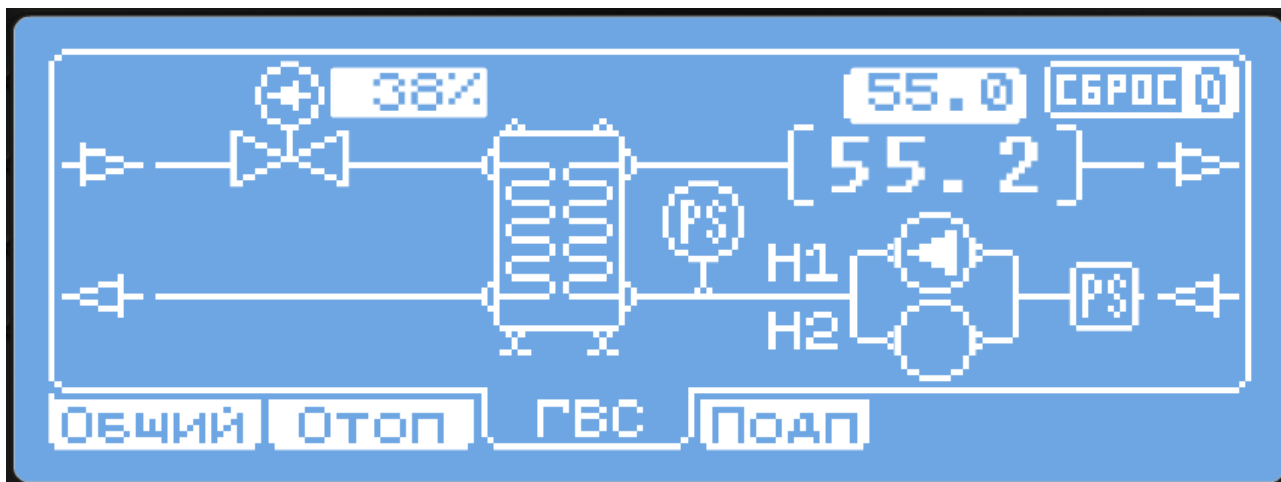 38% 55.0 СБРОС 0
55.2
PS
Н1
PS
Н2
Общий Отоп ГВС Подп